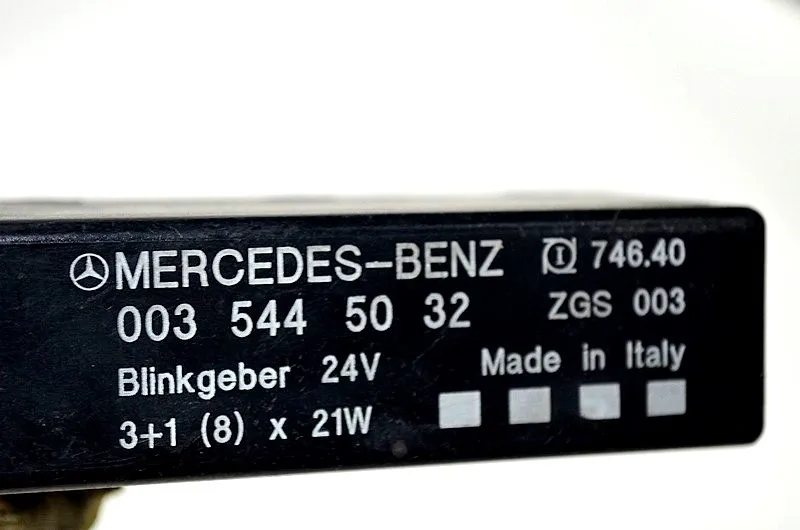 MERCEDES-BENZ 746.40
003 544 50 32 ZGS 003
Blinkgeber 24V Made in Italy
3+1 (8) x 21W